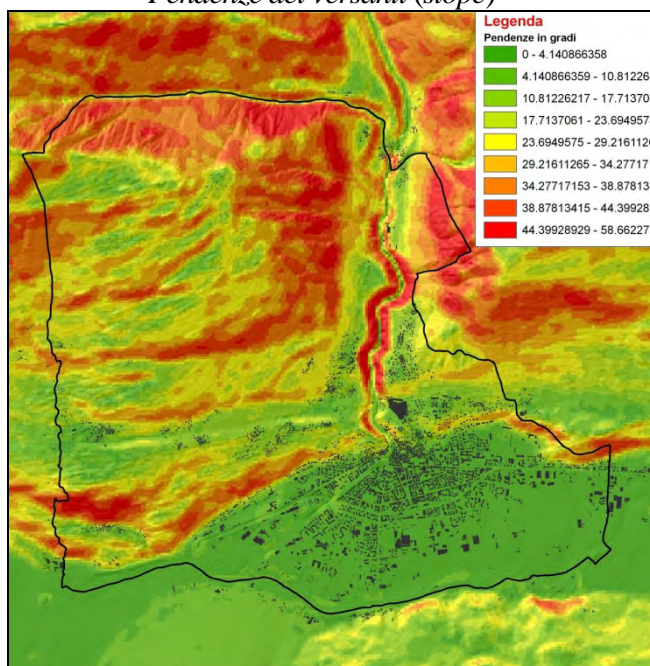 Pendenze dei versanti (slope)
Legenda
Pendenze in gradi
0 - 4.140866358
4.140866359 - 10.81226
10.81226217 - 17.71370
17.7137061 - 23.694957
23.6949575 - 29.2161126
29.21611265 - 34.27717
34.27717153 - 38.87813
38.87813415 - 44.39928
44.39928929 - 58.66227